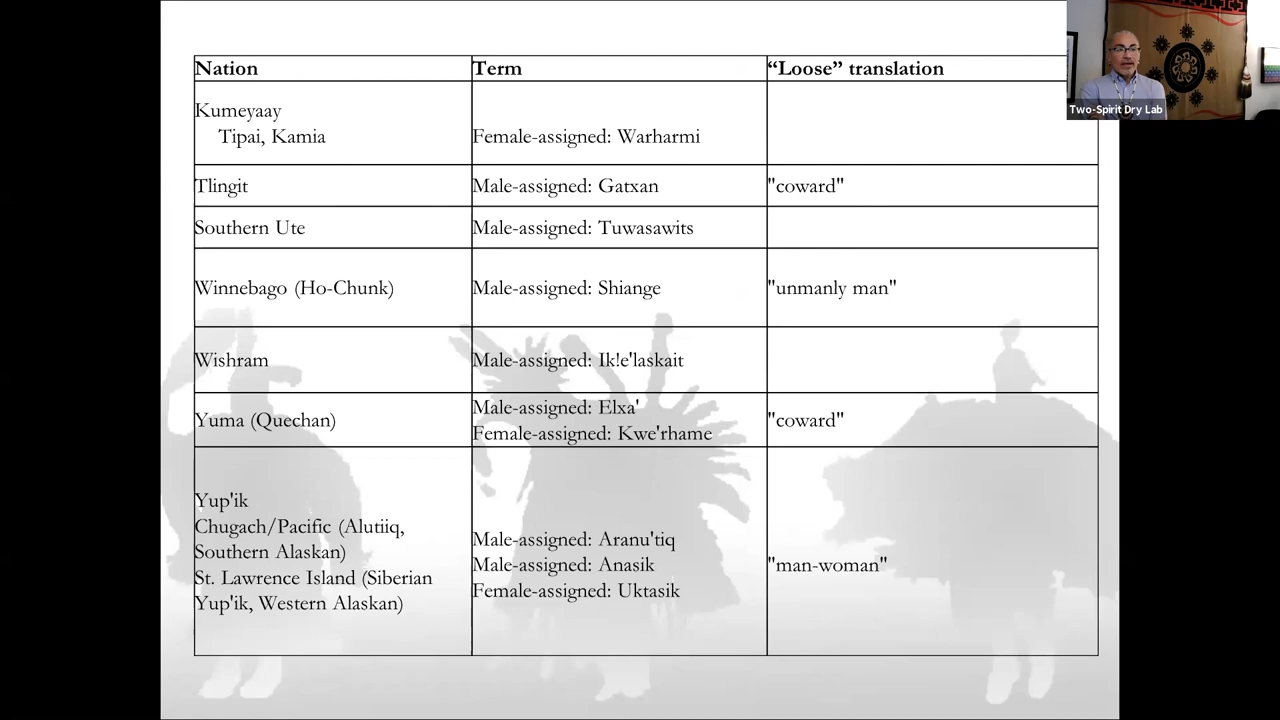 Nation
Term
“Loose” translation
Kumeyaay
Tipai, Kamia
Female-assigned: Warharmi
Tlingit
Male-assigned: Gatxan
"coward"
Southern Ute
Male-assigned: Tuwasawits
Winnebago (Ho-Chunk)
Male-assigned: Shiange
"unmanly man"
Wishram
Male-assigned: Ik!e'laskait
Yuma (Quechan)
Male-assigned: Elxa'
Female-assigned: Kwe'rhame
"coward"
Yup'ik
Chugach/Pacific (Alutiiq,
Southern Alaskan)
St. Lawrence Island (Siberian
Yup'ik, Western Alaskan)
Male-assigned: Aranu'tiq
Male-assigned: Anasik
Female-assigned: Uktasik
"man-woman"
Two-Spirit Dry Lab